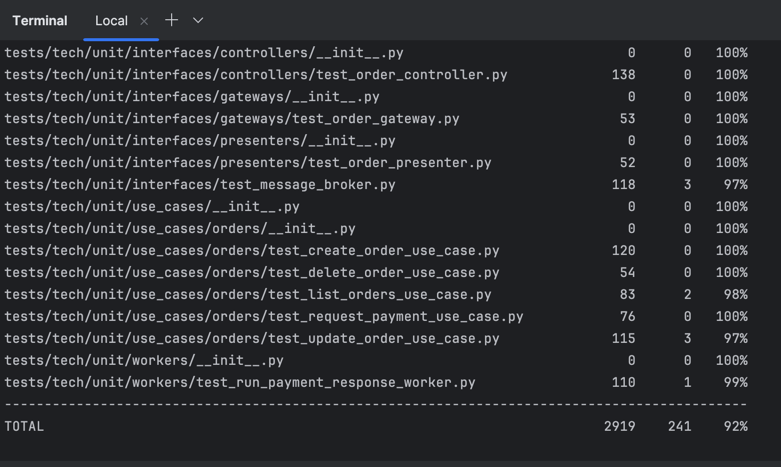 Terminal Local × +
tests/tech/unit/interfaces/controllers/__init__.py 0 0 100%
tests/tech/unit/interfaces/controllers/test_order_controller.py 138 0 100%
tests/tech/unit/interfaces/gateways/__init__.py 0 0 100%
tests/tech/unit/interfaces/gateways/test_order_gateway.py 53 0 100%
tests/tech/unit/interfaces/presenters/__init__.py 0 0 100%
tests/tech/unit/interfaces/presenters/test_order_presenter.py 52 0 100%
tests/tech/unit/interfaces/test_message_broker.py 118 3 97%
tests/tech/unit/use_cases/__init__.py 0 0 100%
tests/tech/unit/use_cases/orders/__init__.py 0 0 100%
tests/tech/unit/use_cases/orders/test_create_order_use_case.py 120 0 100%
tests/tech/unit/use_cases/orders/test_delete_order_use_case.py 54 0 100%
tests/tech/unit/use_cases/orders/test_list_orders_use_case.py 83 2 98%
tests/tech/unit/use_cases/orders/test_request_payment_use_case.py 76 0 100%
tests/tech/unit/use_cases/orders/test_update_order_use_case.py 115 3 97%
tests/tech/unit/workers/__init__.py 0 0 100%
tests/tech/unit/workers/test_run_payment_response_worker.py 110 1 99%
---------------------------------------------------------------------------------------------
TOTAL 2919 241 92%